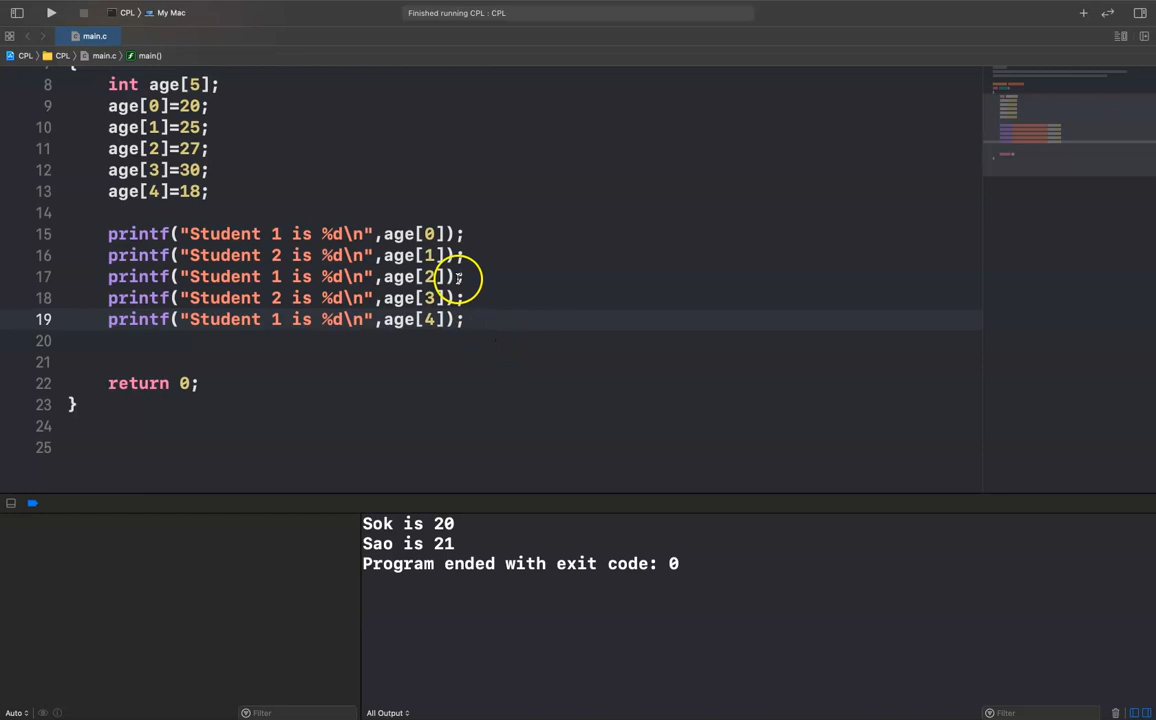 CPL 〉 My Mac
Finished running CPL : CPL
main.c
CPL 〉 CPL 〉 main.c 〉 main()
{
8 int age[5];
9 age[0]=20;
10 age[1]=25;
11 age[2]=27;
12 age[3]=30;
13 age[4]=18;
14
15 printf("Student 1 is %d\n",age[0]);
16 printf("Student 2 is %d\n",age[1]);
17 printf("Student 1 is %d\n",age[2]);
18 printf("Student 2 is %d\n",age[3]);
19 printf("Student 1 is %d\n",age[4]);
20
21
22 return 0;
23 }
24
25
Sok is 20
Sao is 21
Program ended with exit code: 0
Auto
Filter
All Output
Filter